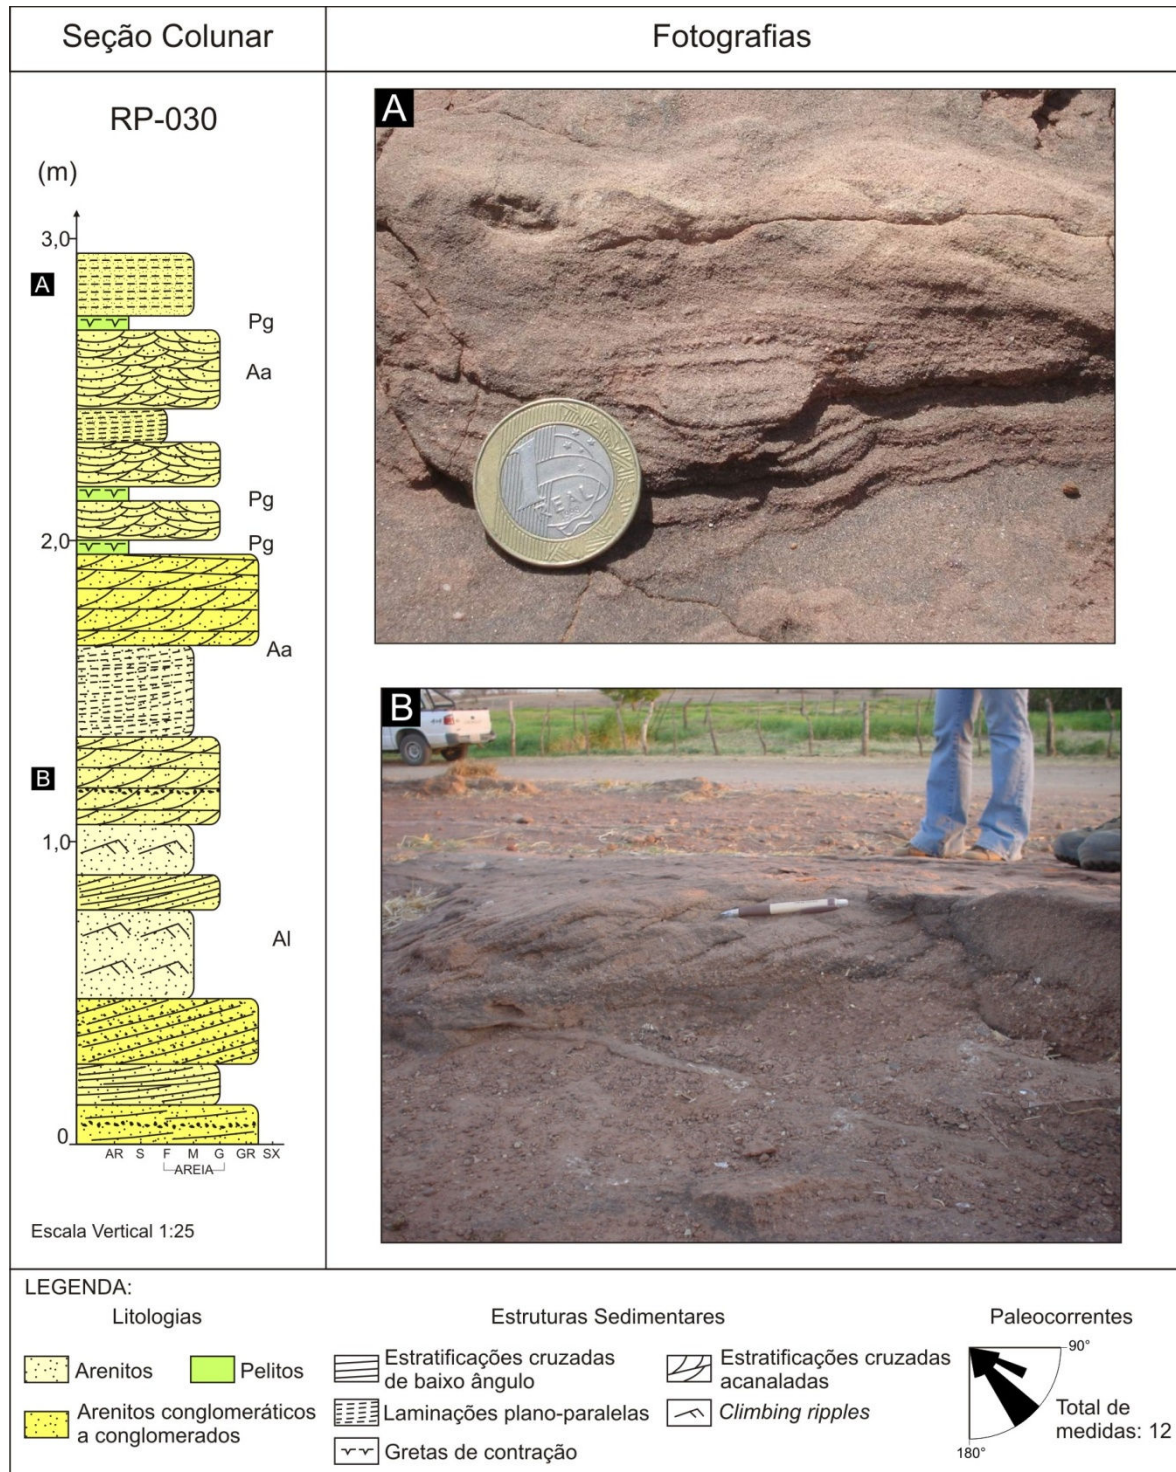 Seção Colunar
Fotografias
RP-030
(m)
3,0
A
Pg
Aa
Pg
2,0
Pg
Aa
B
1,0
Al
0
AR S F M G GR SX
AREIA
Escala Vertical 1:25
A
1
REAL
B
LEGENDA:
Litologias
Arenitos
Pelitos
Arenitos conglomeráticos
a conglomerados
Estruturas Sedimentares
Estratificações cruzadas
de baixo ângulo
Estratificações cruzadas
acanaladas
Laminações plano-paralelas
Climbing ripples
Gretas de contração
Paleocorrentes
90°
180°
Total de
medidas: 12